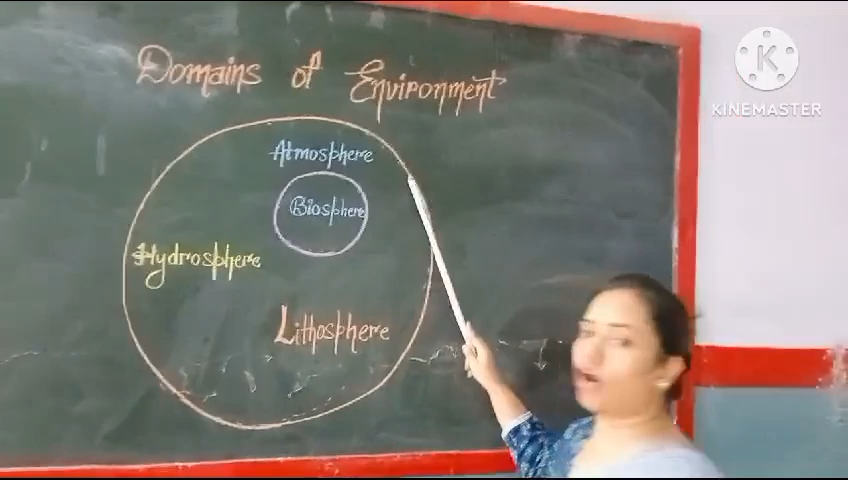 Domains of Environment
Atmosphere
Biosphere
Hydrosphere
Lithosphere
K
KINEMASTER